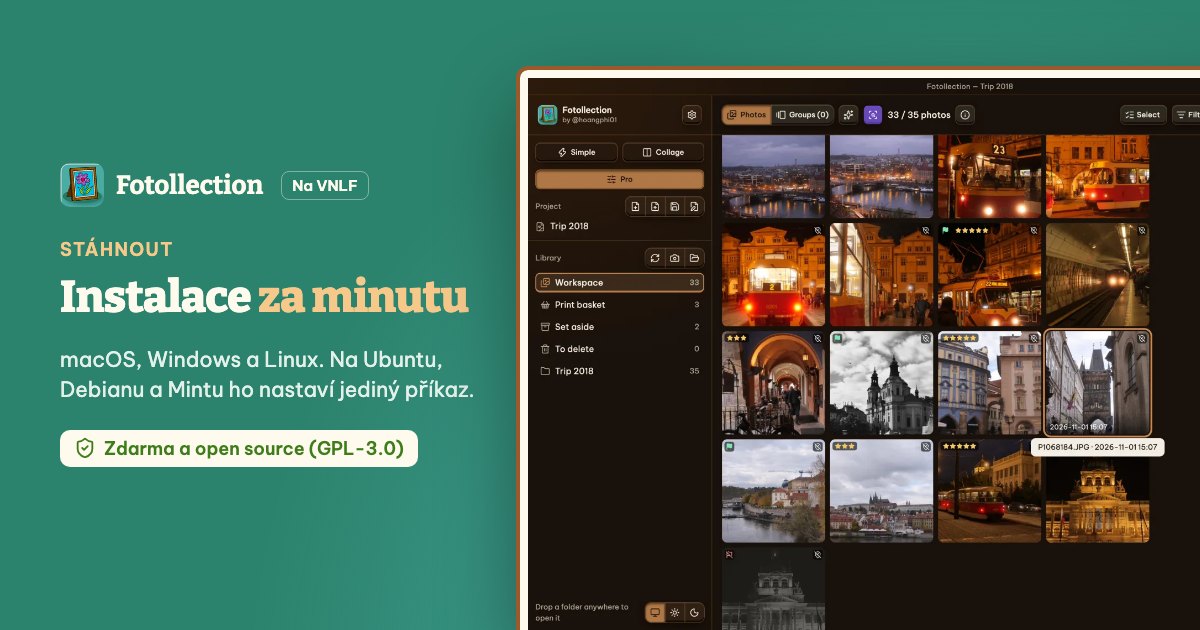 Fotollection
Na VNLF
STÁHNOUT
Instalace za minutu
macOS, Windows a Linux. Na Ubuntu,
Debianu a Mintu ho nastaví jediný příkaz.
Zdarma a open source (GPL-3.0)
Fotollection — Trip 2018
Fotollection
by @hoangphi01
Simple
Collage
Pro
Project
Trip 2018
Library
Workspace 33
Print basket 3
Set aside 2
To delete 0
Trip 2018 35
Drop a folder anywhere to
open it
Photos
Groups (0)
33 / 35 photos
Select
23
2
2026-11-01 15:07
P1068184.JPG · 2026-11-01 15:07